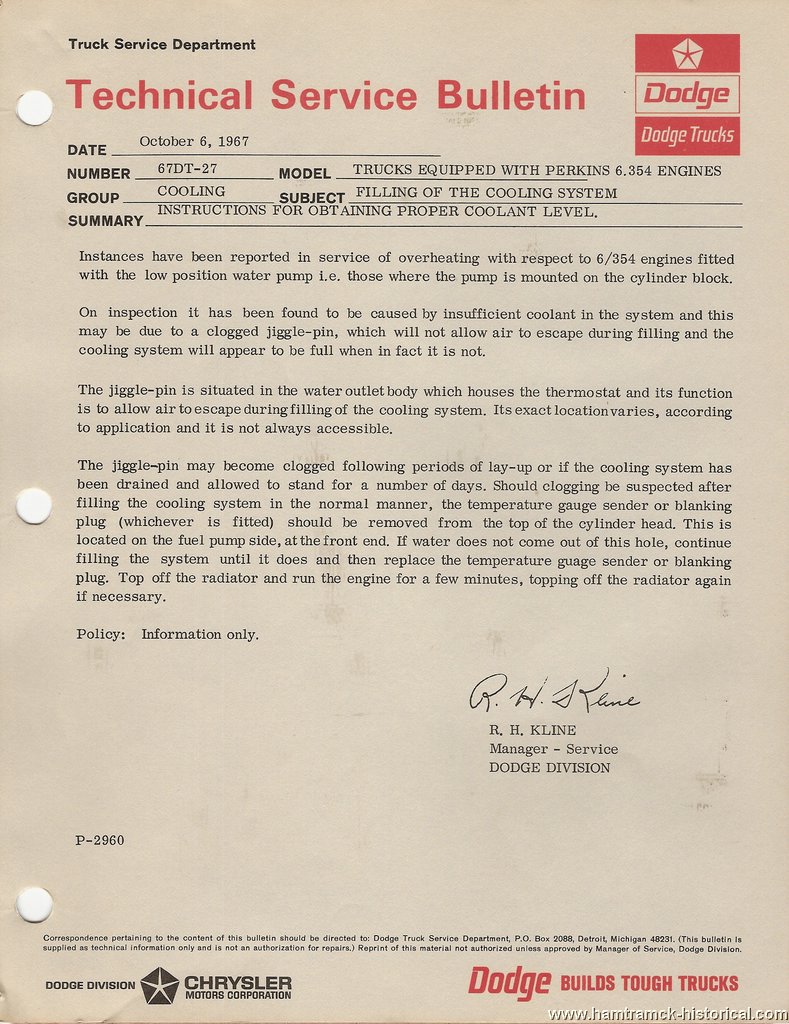 Truck Service Department
Technical Service Bulletin
Dodge
Dodge Trucks
DATE October 6, 1967
NUMBER 67DT-27 MODEL TRUCKS EQUIPPED WITH PERKINS 6.354 ENGINES
GROUP COOLING SUBJECT FILLING OF THE COOLING SYSTEM
SUMMARY INSTRUCTIONS FOR OBTAINING PROPER COOLANT LEVEL.
Instances have been reported in service of overheating with respect to 6/354 engines fitted
with the low position water pump i.e. those where the pump is mounted on the cylinder block.
On inspection it has been found to be caused by insufficient coolant in the system and this
may be due to a clogged jiggle-pin, which will not allow air to escape during filling and the
cooling system will appear to be full when in fact it is not.
The jiggle-pin is situated in the water outlet body which houses the thermostat and its function
is to allow air to escape during filling of the cooling system. Its exact location varies, according
to application and it is not always accessible.
The jiggle-pin may become clogged following periods of lay-up or if the cooling system has
been drained and allowed to stand for a number of days. Should clogging be suspected after
filling the cooling system in the normal manner, the temperature gauge sender or blanking
plug (whichever is fitted) should be removed from the top of the cylinder head. This is
located on the fuel pump side, at the front end. If water does not come out of this hole, continue
filling the system until it does and then replace the temperature guage sender or blanking
plug. Top off the radiator and run the engine for a few minutes, topping off the radiator again
if necessary.
Policy: Information only.
R. H. Kline
R. H. KLINE
Manager - Service
DODGE DIVISION
P-2960
Correspondence pertaining to the content of this bulletin should be directed to: Dodge Truck Service Department, P.O. Box 2088, Detroit, Michigan 48231. (This bulletin is
supplied as technical information only and is not an authorization for repairs.) Reprint of this material not authorized unless approved by Manager of Service, Dodge Division.
DODGE DIVISION CHRYSLER MOTORS CORPORATION
Dodge BUILDS TOUGH TRUCKS
www.hamtramck-historical.com